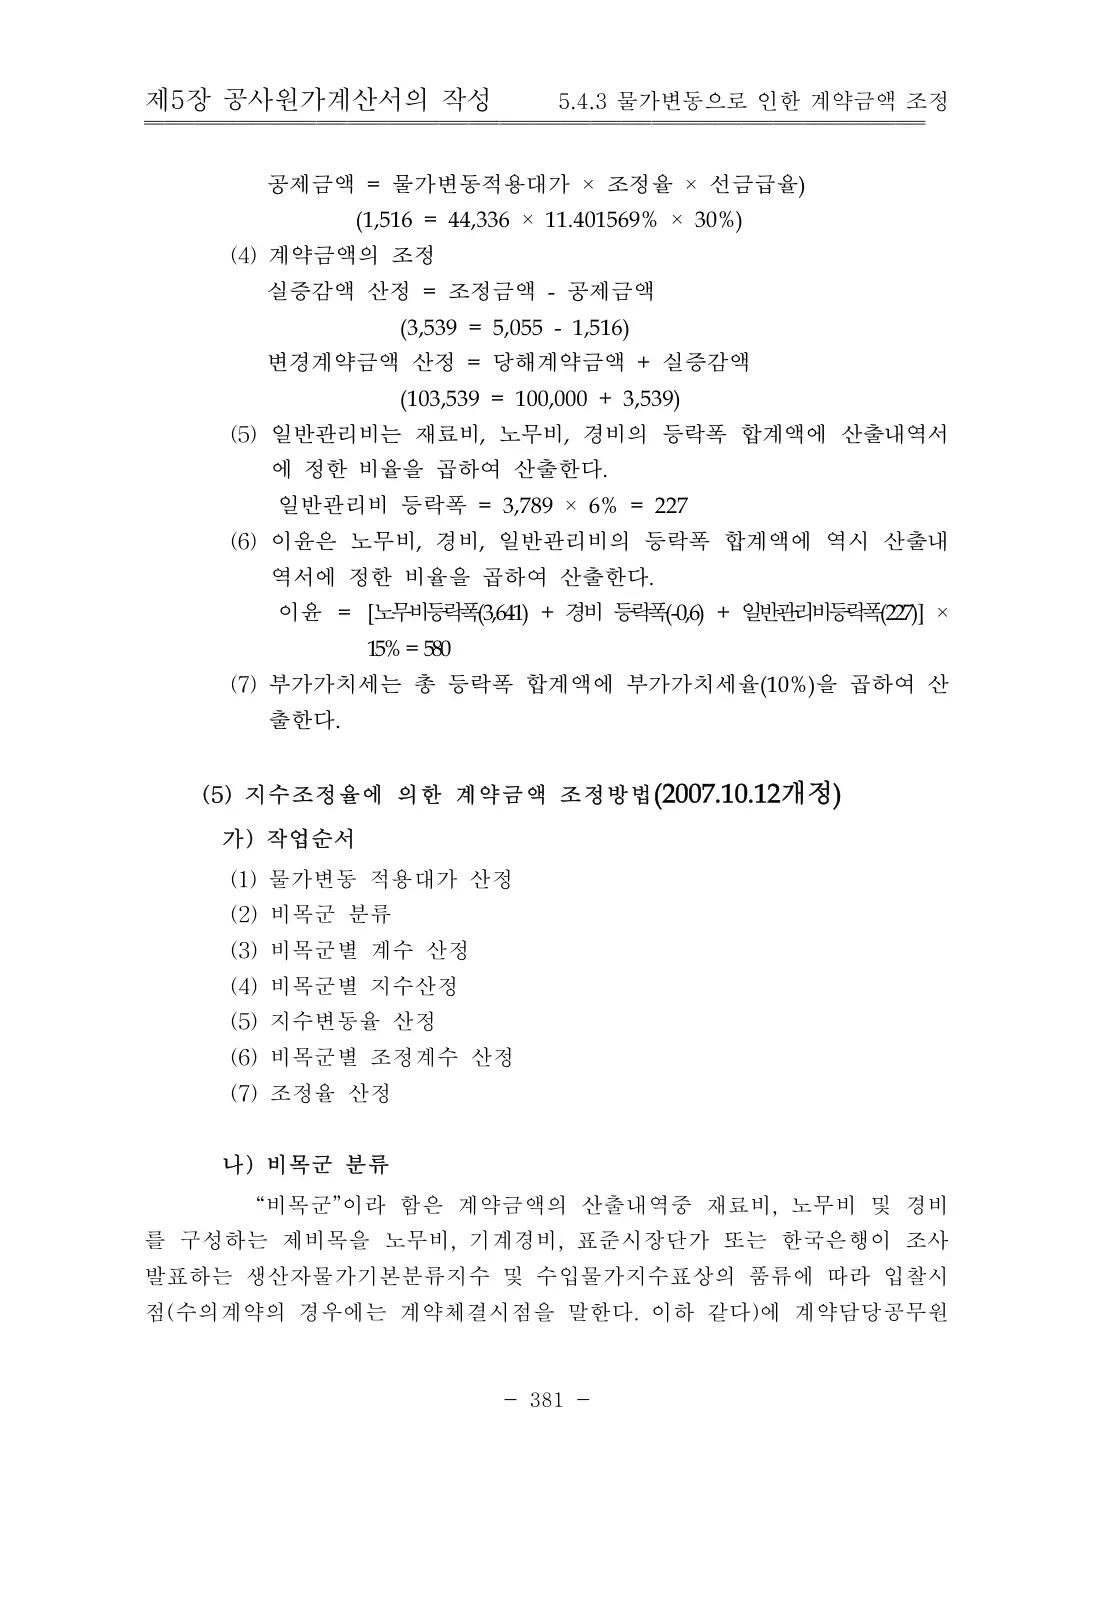 제5장 공사원가계산서의 작성 5.4.3 물가변동으로 인한 계약금액 조정
공제금액 = 물가변동적용대가 × 조정율 × 선금급율)
(1,516 = 44,336 × 11.401569% × 30%)
(4) 계약금액의 조정
실증감액 산정 = 조정금액 - 공제금액
(3,539 = 5,055 - 1,516)
변경계약금액 산정 = 당해계약금액 + 실증감액
(103,539 = 100,000 + 3,539)
(5) 일반관리비는 재료비, 노무비, 경비의 등락폭 합계액에 산출내역서
에 정한 비율을 곱하여 산출한다.
일반관리비 등락폭 = 3,789 × 6% = 227
(6) 이윤은 노무비, 경비, 일반관리비의 등락폭 합계액에 역시 산출내
역서에 정한 비율을 곱하여 산출한다.
이윤 = [노무비등락폭(3,641) + 경비 등락폭(-0,6) + 일반관리비등락폭(227)] ×
15% = 580
(7) 부가가치세는 총 등락폭 합계액에 부가가치세율(10%)을 곱하여 산
출한다.
(5) 지수조정율에 의한 계약금액 조정방법(2007.10.12개정)
가) 작업순서
(1) 물가변동 적용대가 산정
(2) 비목군 분류
(3) 비목군별 계수 산정
(4) 비목군별 지수산정
(5) 지수변동율 산정
(6) 비목군별 조정계수 산정
(7) 조정율 산정
나) 비목군 분류
“비목군”이라 함은 계약금액의 산출내역중 재료비, 노무비 및 경비
를 구성하는 제비목을 노무비, 기계경비, 표준시장단가 또는 한국은행이 조사
발표하는 생산자물가기본분류지수 및 수입물가지수표상의 품류에 따라 입찰시
점(수의계약의 경우에는 계약체결시점을 말한다. 이하 같다)에 계약담당공무원
- 381 -